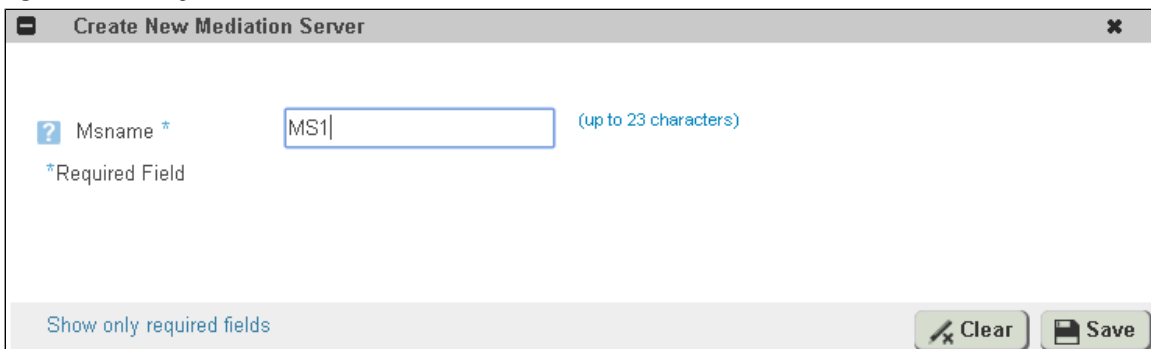 Create New Mediation Server
Msname * MS1 (up to 23 characters)
*Required Field
Show only required fields Clear Save